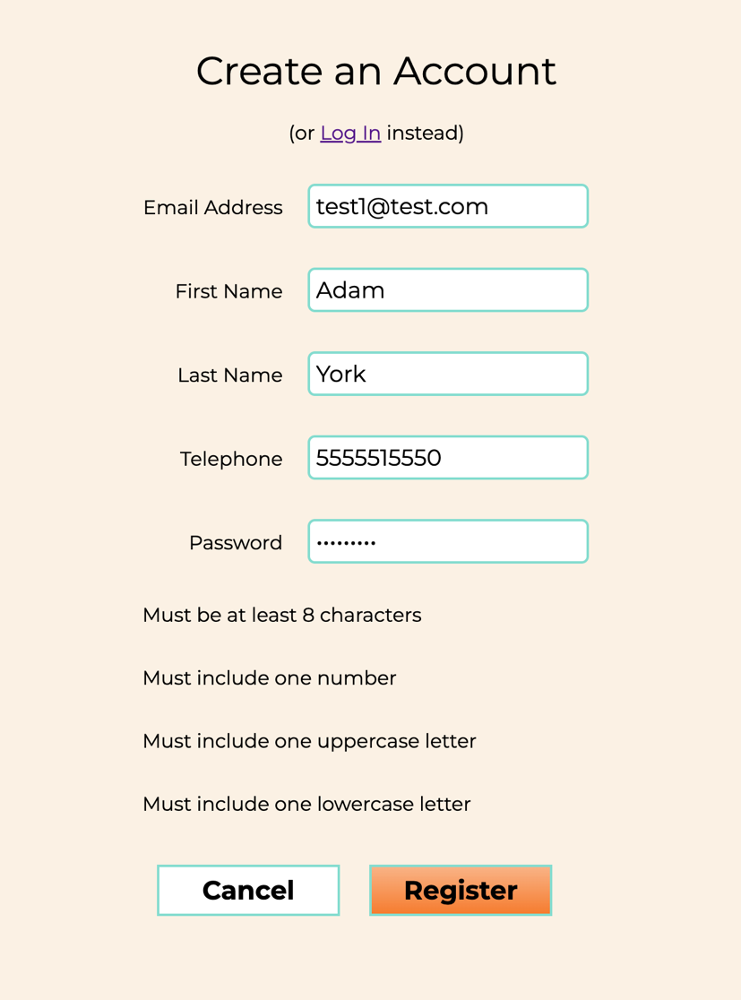 Create an Account
(or Log In instead)
Email Address test1@test.com
First Name Adam
Last Name York
Telephone 5555515550
Password •••••••••
Must be at least 8 characters
Must include one number
Must include one uppercase letter
Must include one lowercase letter
Cancel Register